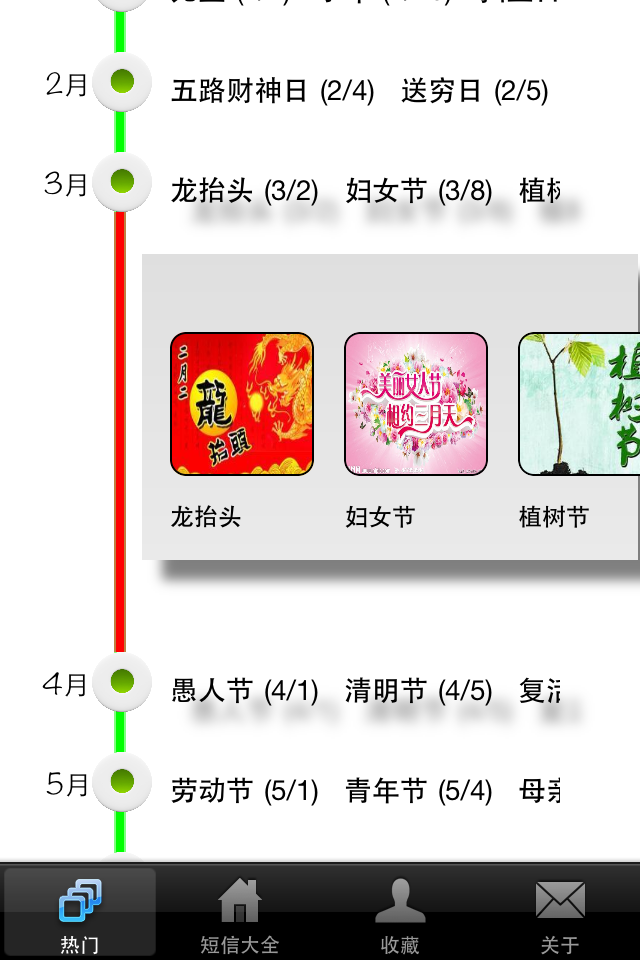 2月
五路财神日 (2/4) 送穷日 (2/5)
3月
龙抬头 (3/2) 妇女节 (3/8) 植树
二月二
龍
抬頭
美丽女人节
相约三月天
植树节
龙抬头 妇女节 植树节
4月
愚人节 (4/1) 清明节 (4/5) 复活
5月
劳动节 (5/1) 青年节 (5/4) 母亲
热门 短信大全 收藏 关于